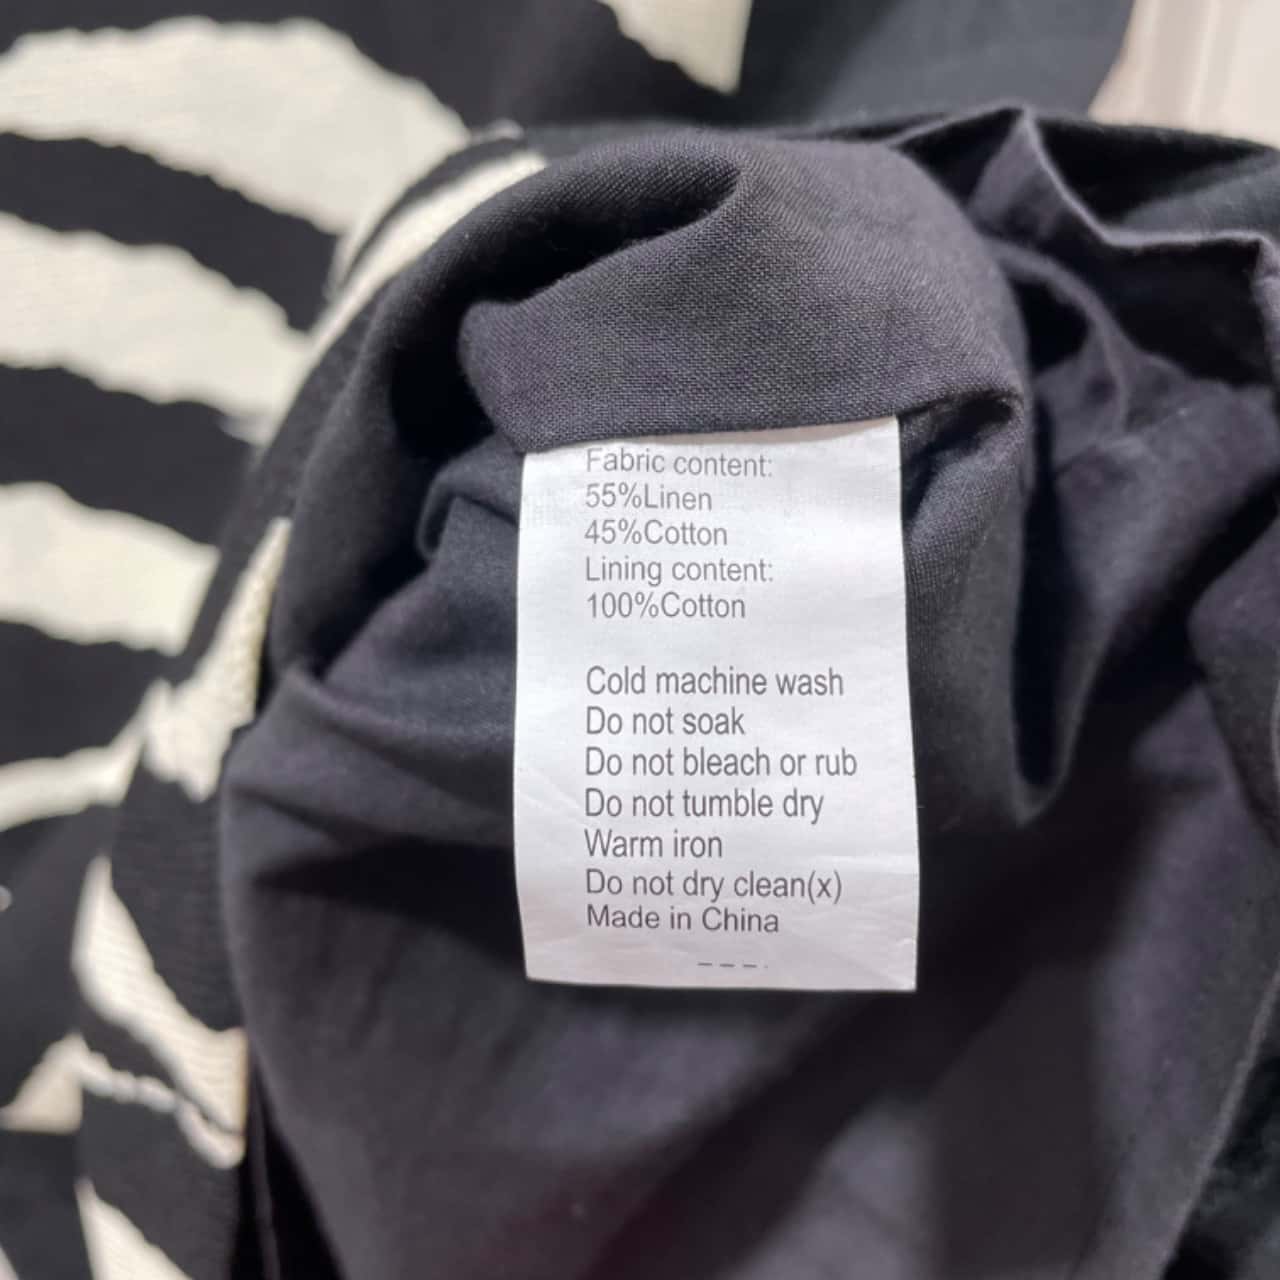 Fabric content:
55%Linen
45%Cotton
Lining content:
100%Cotton
Cold machine wash
Do not soak
Do not bleach or rub
Do not tumble dry
Warm iron
Do not dry clean(x)
Made in China